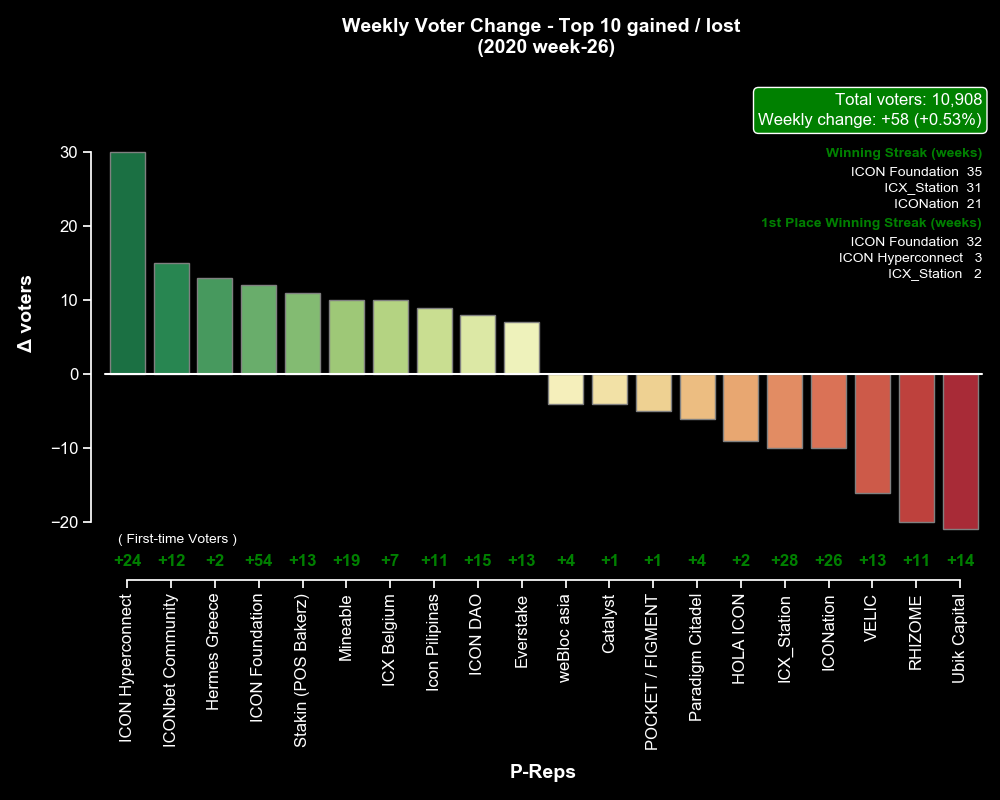 Weekly Voter Change - Top 10 gained / lost
(2020 week-26)
Total voters: 10,908
Weekly change: +58 (+0.53%)
Winning Streak (weeks)
ICON Foundation 35
ICX_Station 31
ICONation 21
1st Place Winning Streak (weeks)
ICON Foundation 32
ICON Hyperconnect 3
ICX_Station 2
Δ voters
30
20
10
0
−10
−20
( First-time Voters )
+24 +12 +2 +54 +13 +19 +7 +11 +15 +13 +4 +1 +1 +4 +2 +28 +26 +13 +11 +14
ICON Hyperconnect
ICONbet Community
Hermes Greece
ICON Foundation
Stakin (POS Bakerz)
Mineable
ICX Belgium
Icon Pilipinas
ICON DAO
Everstake
weBloc asia
Catalyst
POCKET / FIGMENT
Paradigm Citadel
HOLA ICON
ICX_Station
ICONation
VELIC
RHIZOME
Ubik Capital
P-Reps